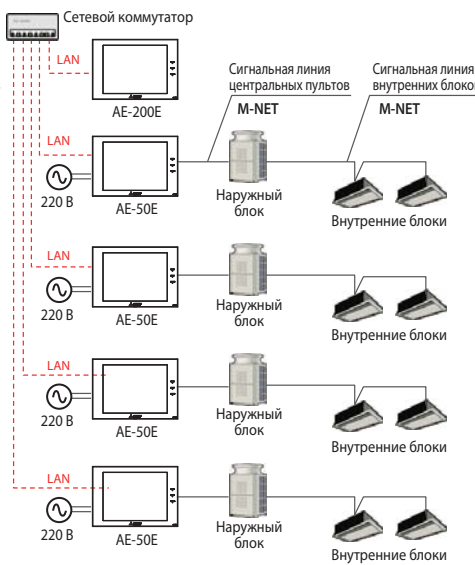 Сетевой коммутатор
LAN
AE-200E
Сигнальная линия
центральных пультов
M-NET
Сигнальная линия
внутренних блоков
M-NET
LAN
220 В
AE-50E
Наружный
блок
Внутренние блоки
LAN
220 В
AE-50E
Наружный
блок
Внутренние блоки
LAN
220 В
AE-50E
Наружный
блок
Внутренние блоки
LAN
220 В
AE-50E
Наружный
блок
Внутренние блоки